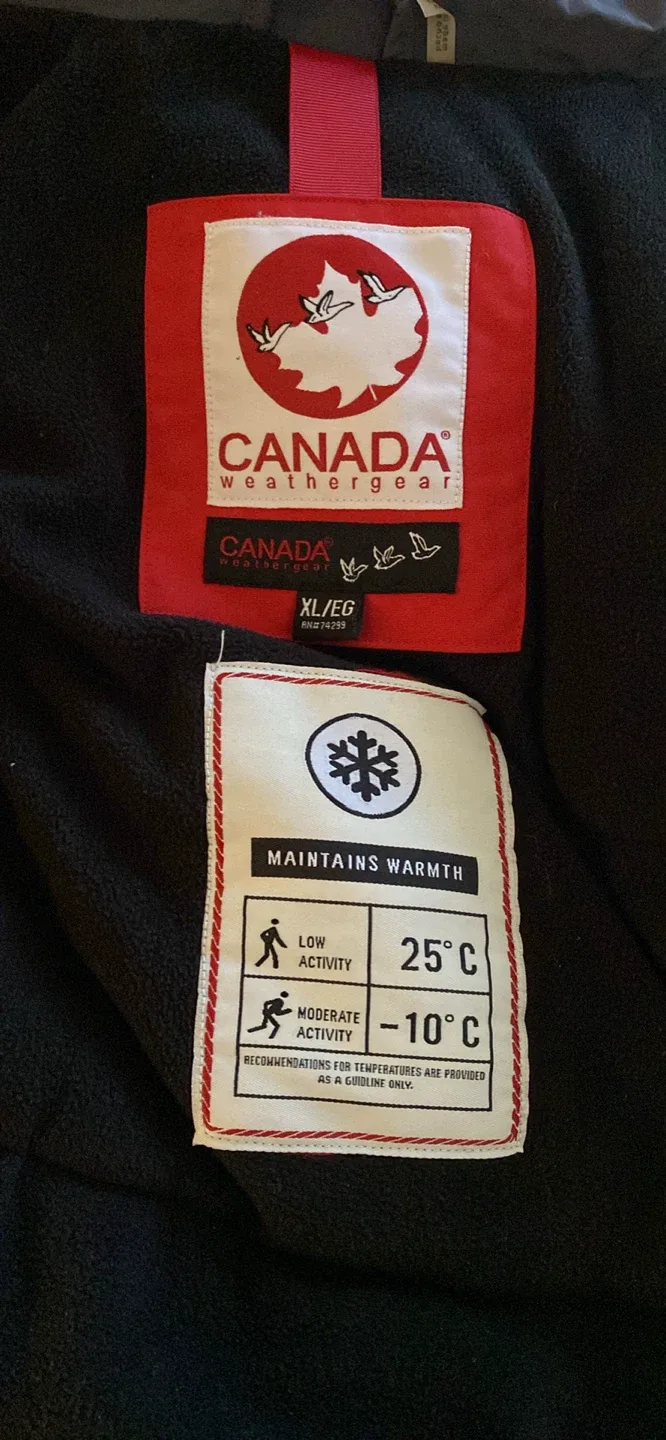 CANADA®
weathergear
CANADA®
weathergear
XL/EG
RN#74299
MAINTAINS WARMTH
LOW
ACTIVITY
25°C
MODERATE
ACTIVITY
-10°C
RECOMMENDATIONS FOR TEMPERATURES ARE PROVIDED
AS A GUIDLINE ONLY.